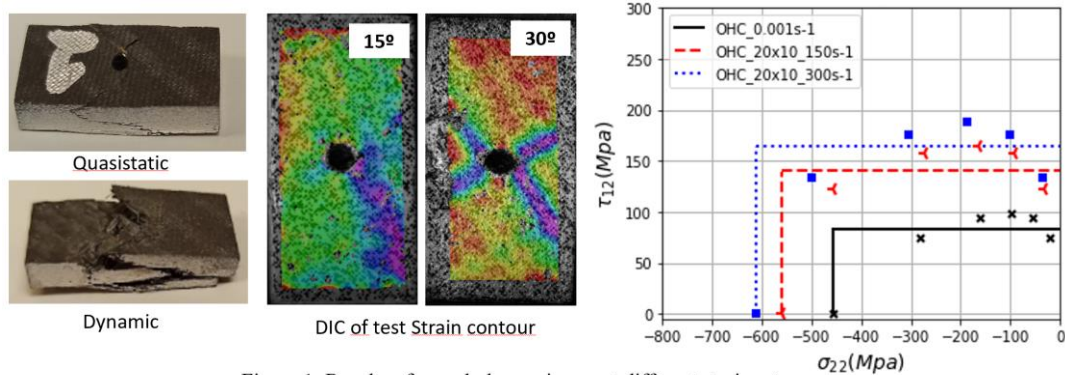 Quasistatic
Dynamic
15º
30º
DIC of test Strain contour
OHC_0.001s-1
OHC_20x10_150s-1
OHC_20x10_300s-1
300
250
200
150
100
50
0
τ12(Mpa)
−800 −700 −600 −500 −400 −300 −200 −100 0
σ22(Mpa)